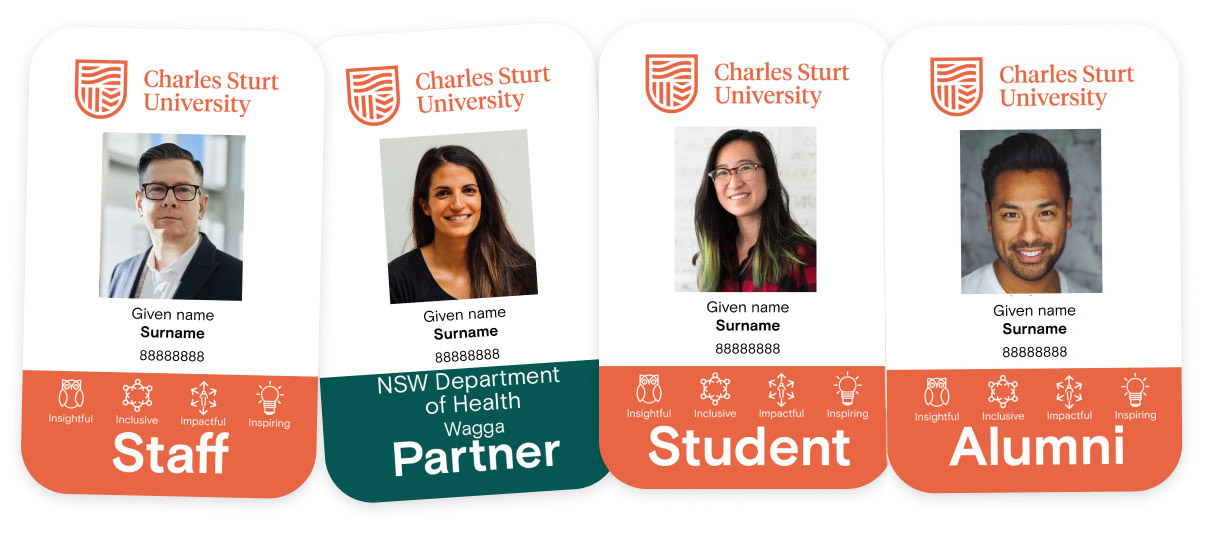 Charles Sturt
University
Given name
Surname
88888888
Insightful
Inclusive
Impactful
Inspiring
Staff
Charles Sturt
University
Given name
Surname
88888888
NSW Department
of Health
Wagga
Partner
Charles Sturt
University
Given name
Surname
88888888
Insightful
Inclusive
Impactful
Inspiring
Student
Charles Sturt
University
Given name
Surname
88888888
Insightful
Inclusive
Impactful
Inspiring
Alumni